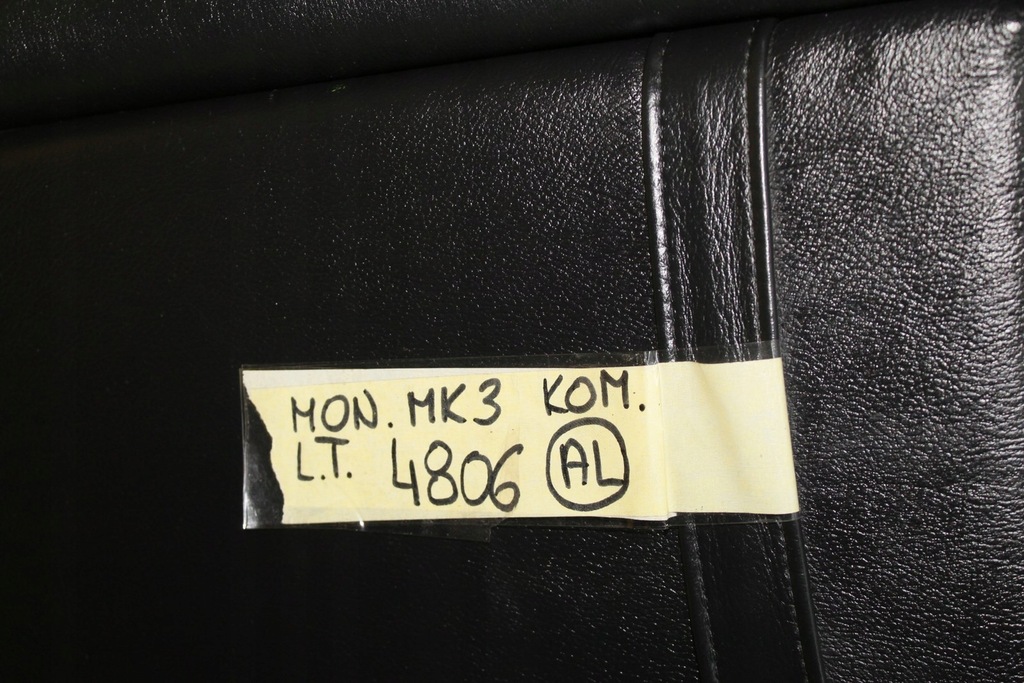 MON. MK3 KOM.
L.T. 4806 AL